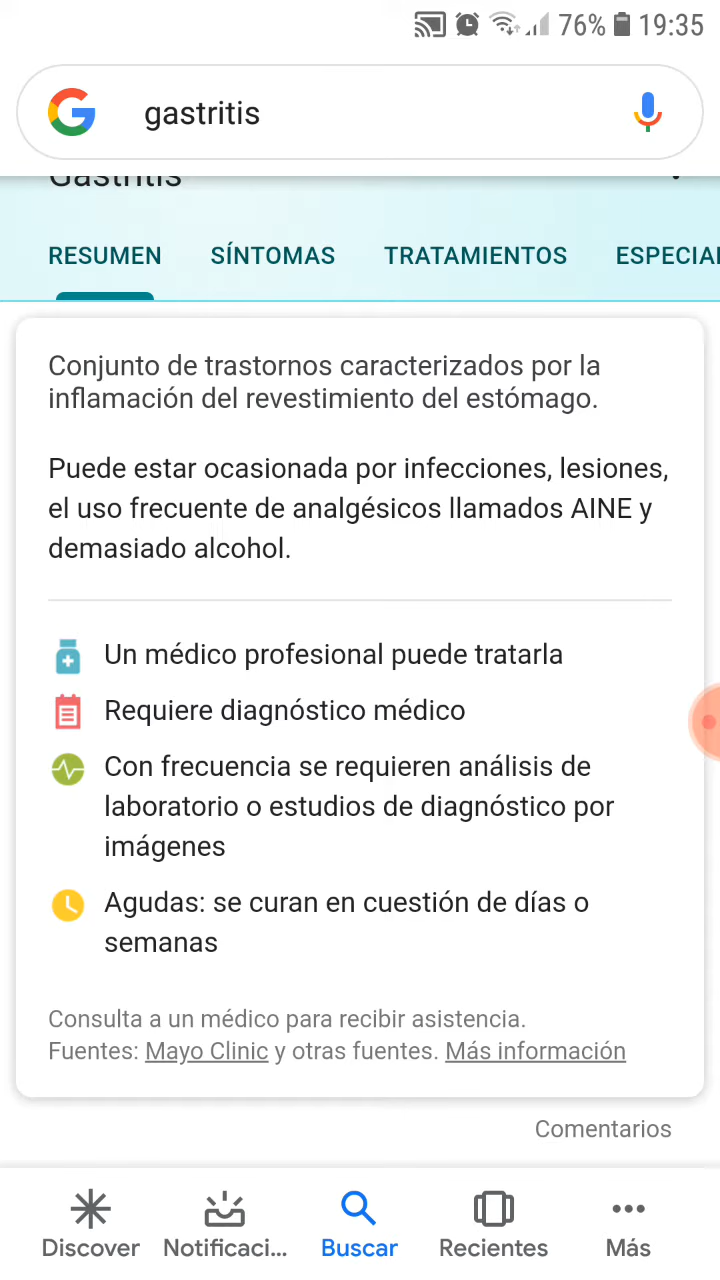 76% 19:35
gastritis
Gastritis
RESUMEN SÍNTOMAS TRATAMIENTOS ESPECIAL
Conjunto de trastornos caracterizados por la
inflamación del revestimiento del estómago.
Puede estar ocasionada por infecciones, lesiones,
el uso frecuente de analgésicos llamados AINE y
demasiado alcohol.
Un médico profesional puede tratarla
Requiere diagnóstico médico
Con frecuencia se requieren análisis de
laboratorio o estudios de diagnóstico por
imágenes
Agudas: se curan en cuestión de días o
semanas
Consulta a un médico para recibir asistencia.
Fuentes: Mayo Clinic y otras fuentes. Más información
Comentarios
Discover Notificaci... Buscar Recientes Más